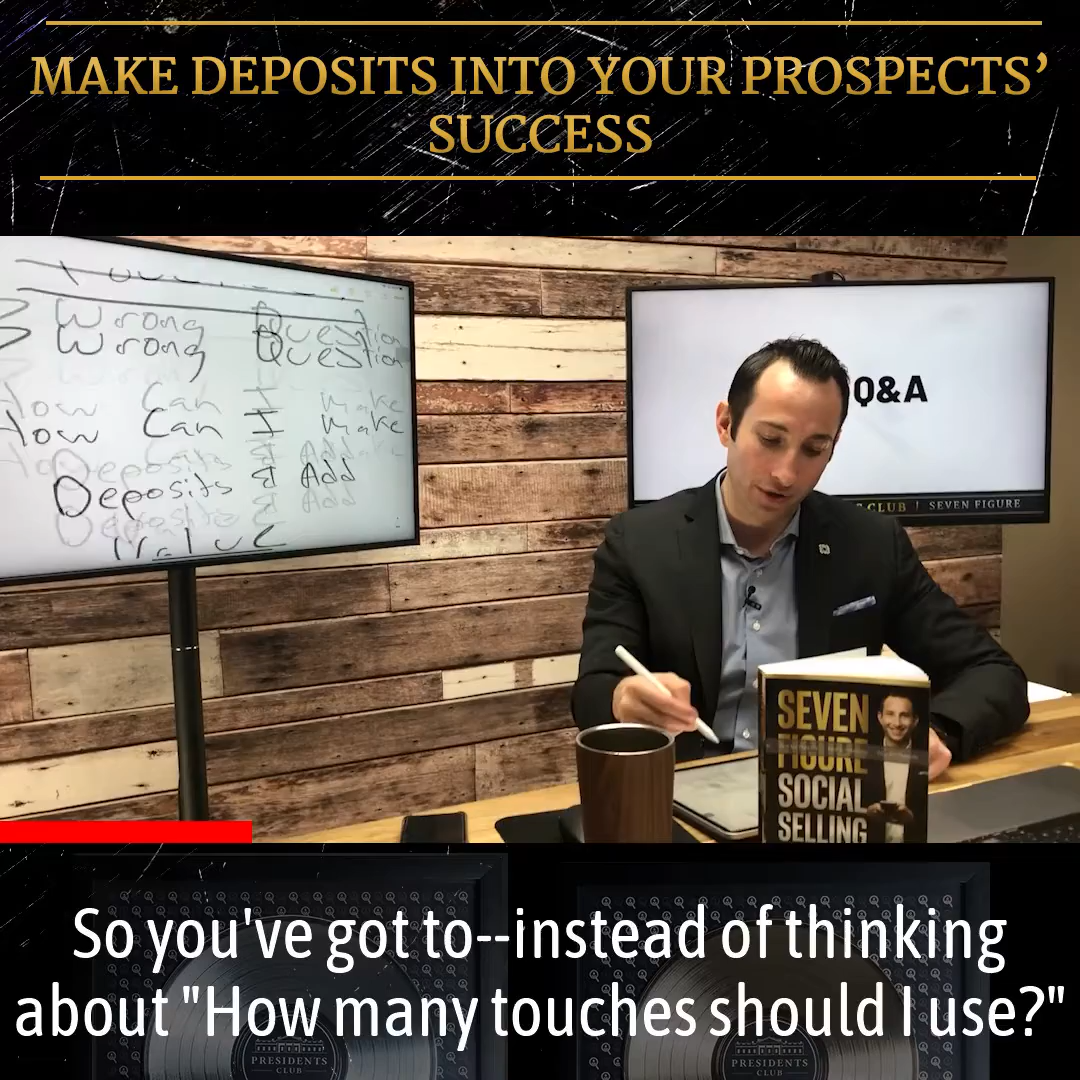 MAKE DEPOSITS INTO YOUR PROSPECTS’
SUCCESS
Wrong Question
Wrong Question
How Can I Make
How Can I Make
Deposits & Add
Value
Q&A
CLUB | SEVEN FIGURE
SEVEN
FIGURE
SOCIAL
SELLING
So you've got to--instead of thinking
about "How many touches should I use?"
PRESIDENTS
CLUB
PRESIDENTS
CLUB